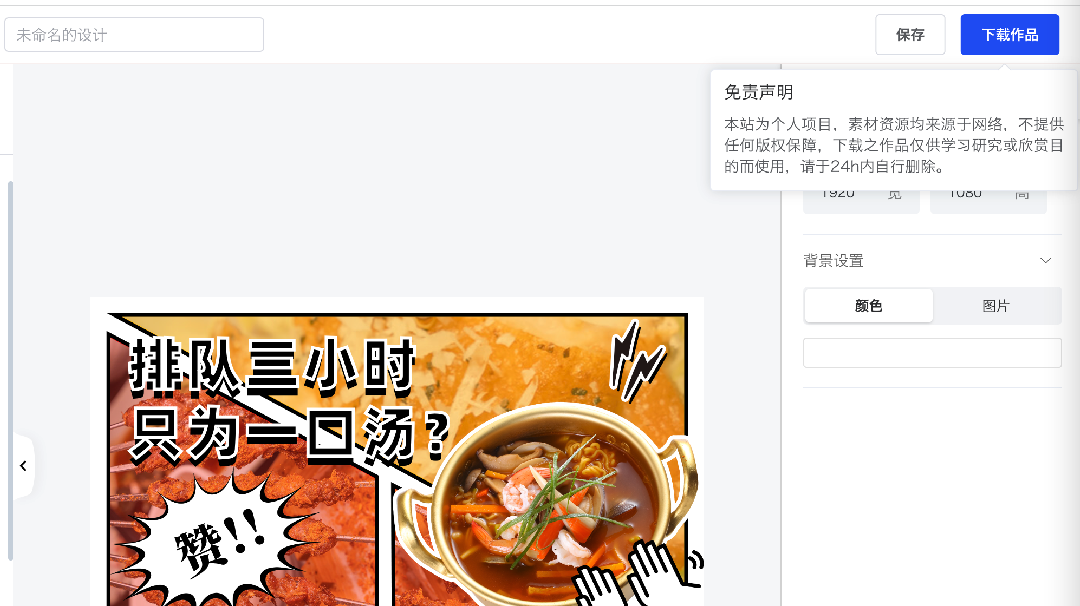 未命名的设计
保存
下载作品
免责声明
本站为个人项目，素材资源均来源于网络，不提供
任何版权保障，下载之作品仅供学习研究或欣赏目
的而使用，请于24h内自行删除。
1920 宽 1080 高
背景设置
颜色 图片
排队三小时
只为一口汤?
赞!!